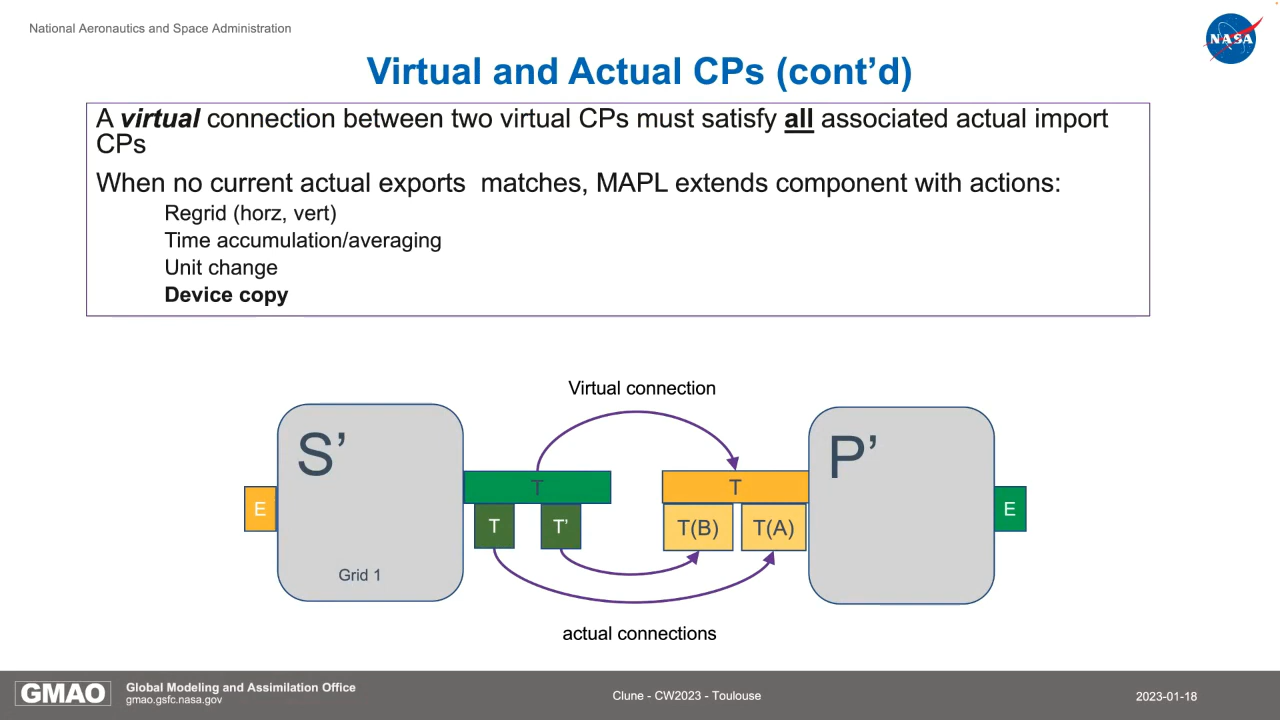 National Aeronautics and Space Administration
NASA
Virtual and Actual CPs (cont’d)
A virtual connection between two virtual CPs must satisfy all associated actual import
CPs
When no current actual exports  matches, MAPL extends component with actions:
Regrid (horz, vert)
Time accumulation/averaging
Unit change
Device copy
Virtual connection
S’
P’
E
T
T
E
T
T’
T(B)
T(A)
Grid 1
actual connections
GMAO
Global Modeling and Assimilation Office
gmao.gsfc.nasa.gov
Clune - CW2023 - Toulouse
2023-01-18